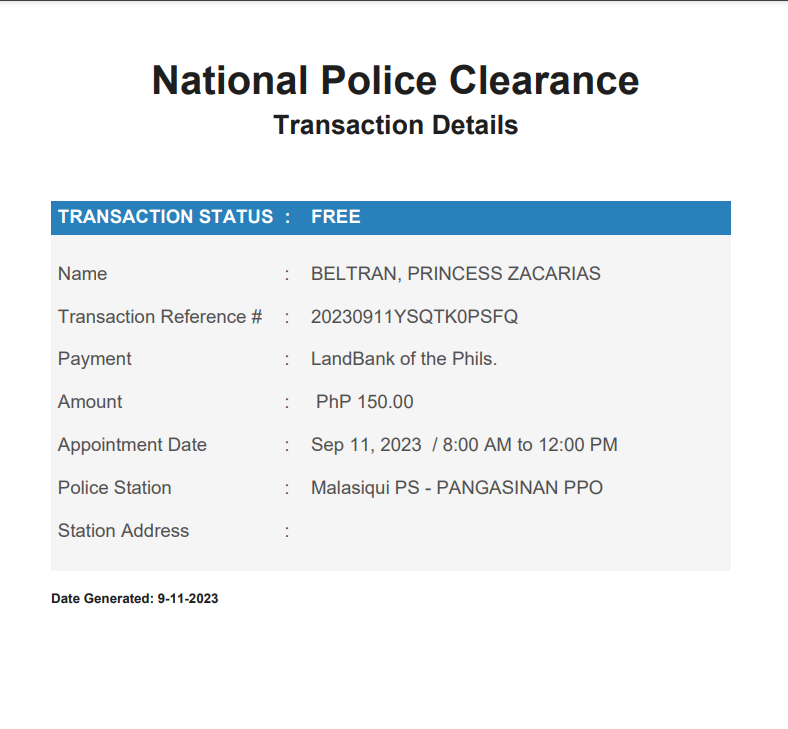 National Police Clearance
Transaction Details
TRANSACTION STATUS : FREE
Name : BELTRAN, PRINCESS ZACARIAS
Transaction Reference # : 20230911YSQTK0PSFQ
Payment : LandBank of the Phils.
Amount : PhP 150.00
Appointment Date : Sep 11, 2023 / 8:00 AM to 12:00 PM
Police Station : Malasiqui PS - PANGASINAN PPO
Station Address :
Date Generated: 9-11-2023